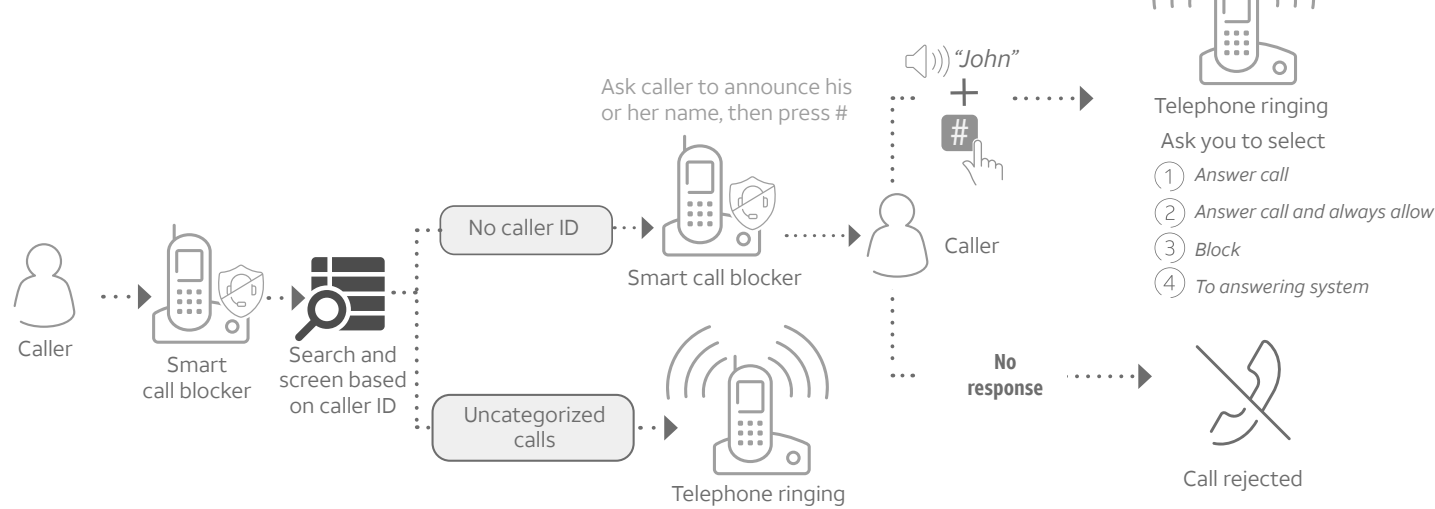 Caller
Smart
call blocker
Search and
screen based
on caller ID
No caller ID
Uncategorized
calls
Ask caller to announce his
or her name, then press #
Smart call blocker
Telephone ringing
Caller
“John”
+
#
No
response
Telephone ringing
Ask you to select
1 Answer call
2 Answer call and always allow
3 Block
4 To answering system
Call rejected